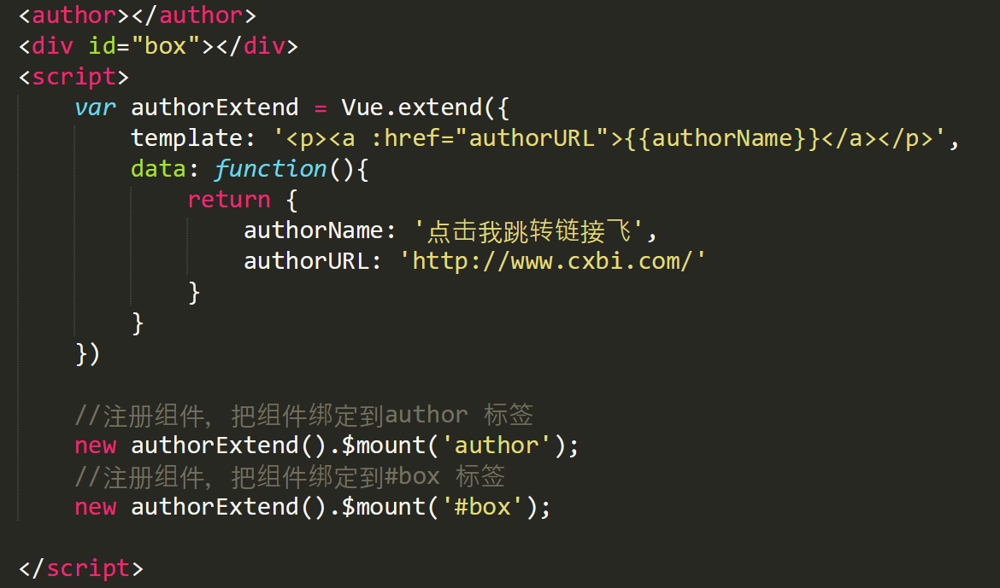 <author></author>
<div id="box"></div>
<script>
    var authorExtend = Vue.extend({
        template: '<p><a :href="authorURL">{{authorName}}</a></p>',
        data: function(){
            return {
                authorName: '点击我跳转链接飞',
                authorURL: 'http://www.cxbi.com/'
            }
        }
    })
    //注册组件，把组件绑定到author 标签
    new authorExtend().$mount('author');
    //注册组件，把组件绑定到#box 标签
    new authorExtend().$mount('#box');
</script>